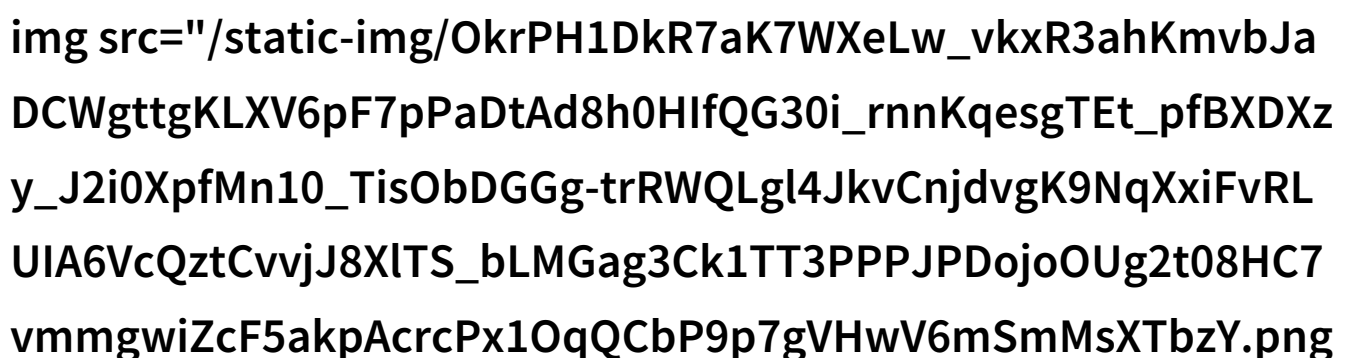 img src="/static-img/OkrPH1DkR7aK7WXeLw_vkxR3ahKmvbJa
DCWgttgKLXV6pF7pPaDtAd8h0HIfQG30i_rnnKqesgTEt_pfBXDXz
y_J2i0XpfMn10_TisObDGGg-trRWQLgl4JkvCnjdvgK9NqXxiFvRL
UIA6VcQztCvvjJ8XlTS_bLMGag3Ck1TT3PPPJPDojoOUg2t08HC7
vmmgwiZcF5akpAcrcPx1OqQCbP9p7gVHwV6mSmMsXTbzY.png